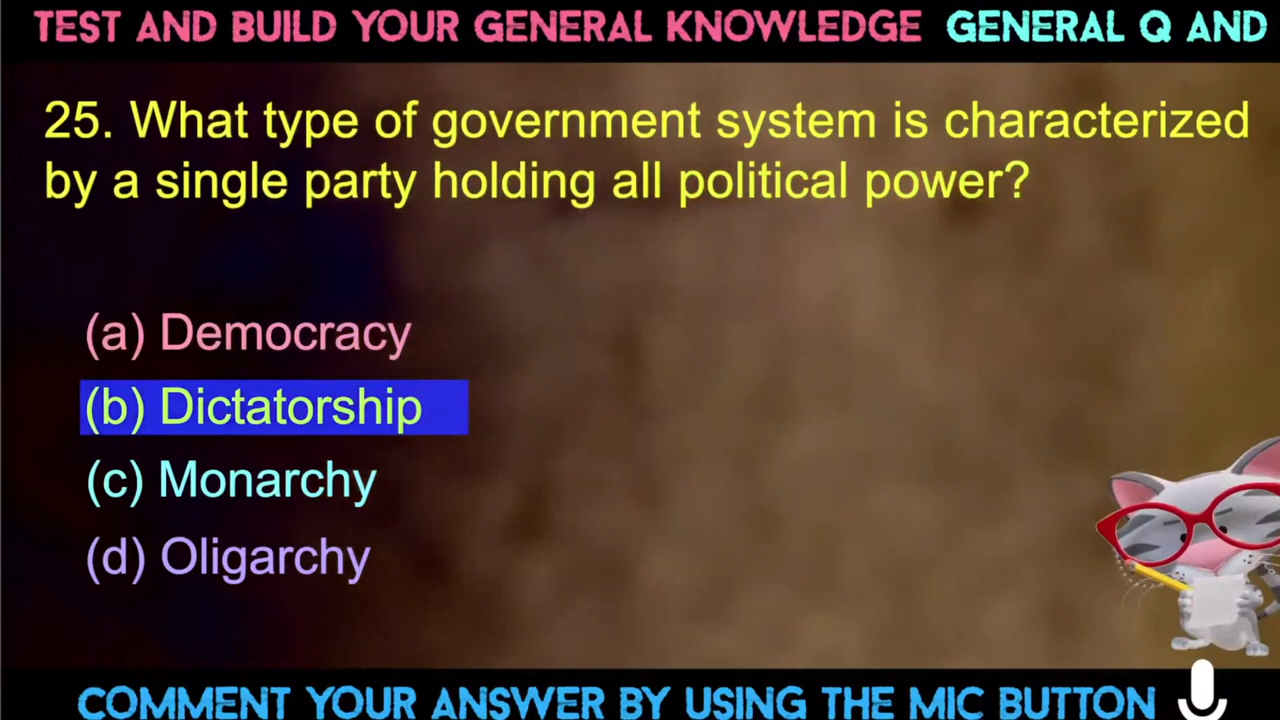 TEST AND BUILD YOUR GENERAL KNOWLEDGE GENERAL Q AND
25. What type of government system is characterized
by a single party holding all political power?
(a) Democracy
(b) Dictatorship
(c) Monarchy
(d) Oligarchy
COMMENT YOUR ANSWER BY USING THE MIC BUTTON